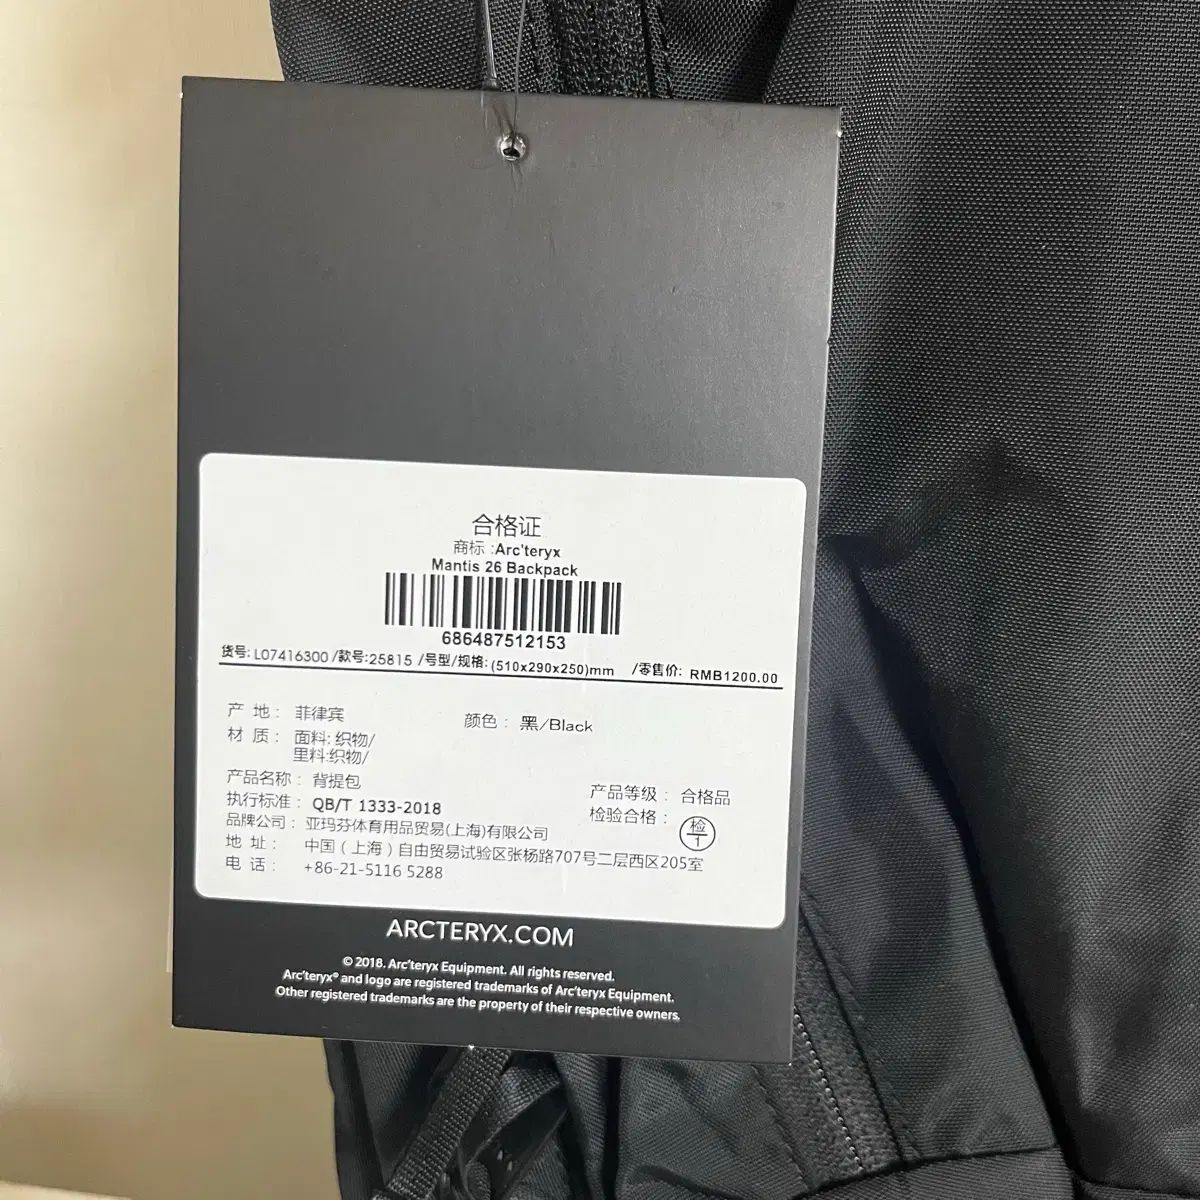 合格证
商标 :Arc'teryx
Mantis 26 Backpack
686487512153
货号: L07416300 /款号:25815 /号型/规格: (510x290x250)mm /零售价: RMB1200.00
产 地： 菲律宾 颜色： 黑/Black
材 质： 面料: 织物/
里料:织物/
产品名称： 背提包
产品等级： 合格品
执行标准： QB/T 1333-2018
检验合格： 检 1
品牌公司： 亚玛芬体育用品贸易(上海)有限公司
地 址： 中国（上海）自由贸易试验区张杨路707号二层西区205室
电 话： +86-21-5116 5288
ARCTERYX.COM
© 2018. Arc'teryx Equipment. All rights reserved.
Arc'teryx® and logo are registered trademarks of Arc'teryx Equipment.
Other registered trademarks are the property of their respective owners.